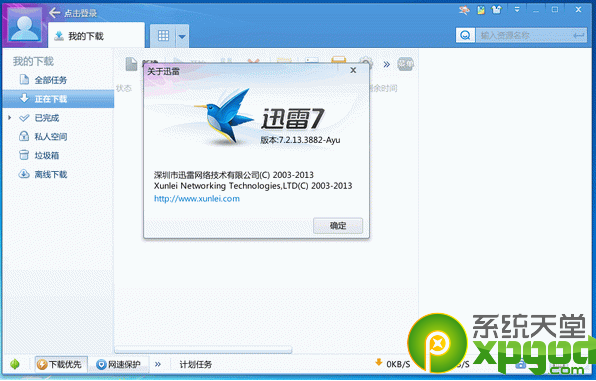 点击登录
我的下载
输入资源名称
我的下载
全部任务
正在下载
已完成
私人空间
垃圾箱
离线下载
状态
余时间
菜单
关于迅雷
迅雷7
版本:7.2.13.3882-Ayu
深圳市迅雷网络技术有限公司(C) 2003-2013
Xunlei Networking Technologies,LTD(C) 2003-2013
http://www.xunlei.com
确定
下载优先
网速保护
计划任务
0KB/S
/S
系统天堂
xpgod